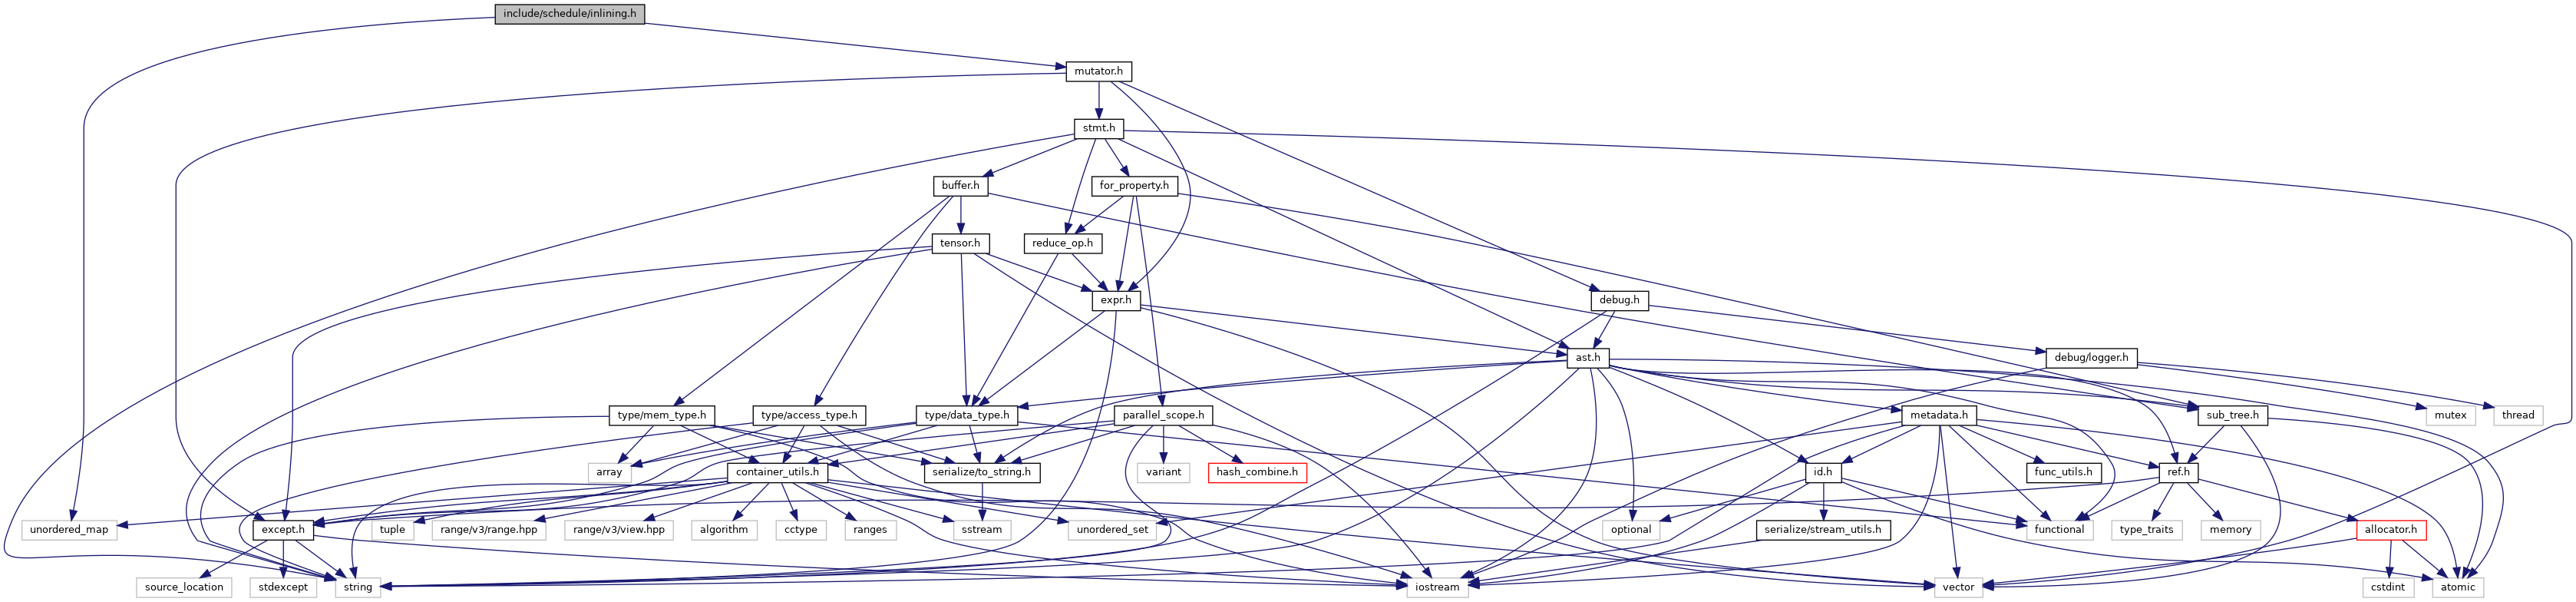 include/schedule/inlining.h
mutator.h
stmt.h
buffer.h
for_property.h
tensor.h
reduce_op.h
expr.h
debug.h
ast.h
debug/logger.h
type/mem_type.h
type/access_type.h
type/data_type.h
parallel_scope.h
metadata.h
sub_tree.h
mutex
thread
array
container_utils.h
serialize/to_string.h
variant
hash_combine.h
id.h
func_utils.h
ref.h
unordered_map
except.h
tuple
range/v3/range.hpp
range/v3/view.hpp
algorithm
cctype
ranges
sstream
unordered_set
optional
serialize/stream_utils.h
functional
type_traits
memory
allocator.h
source_location
stdexcept
string
iostream
vector
cstdint
atomic